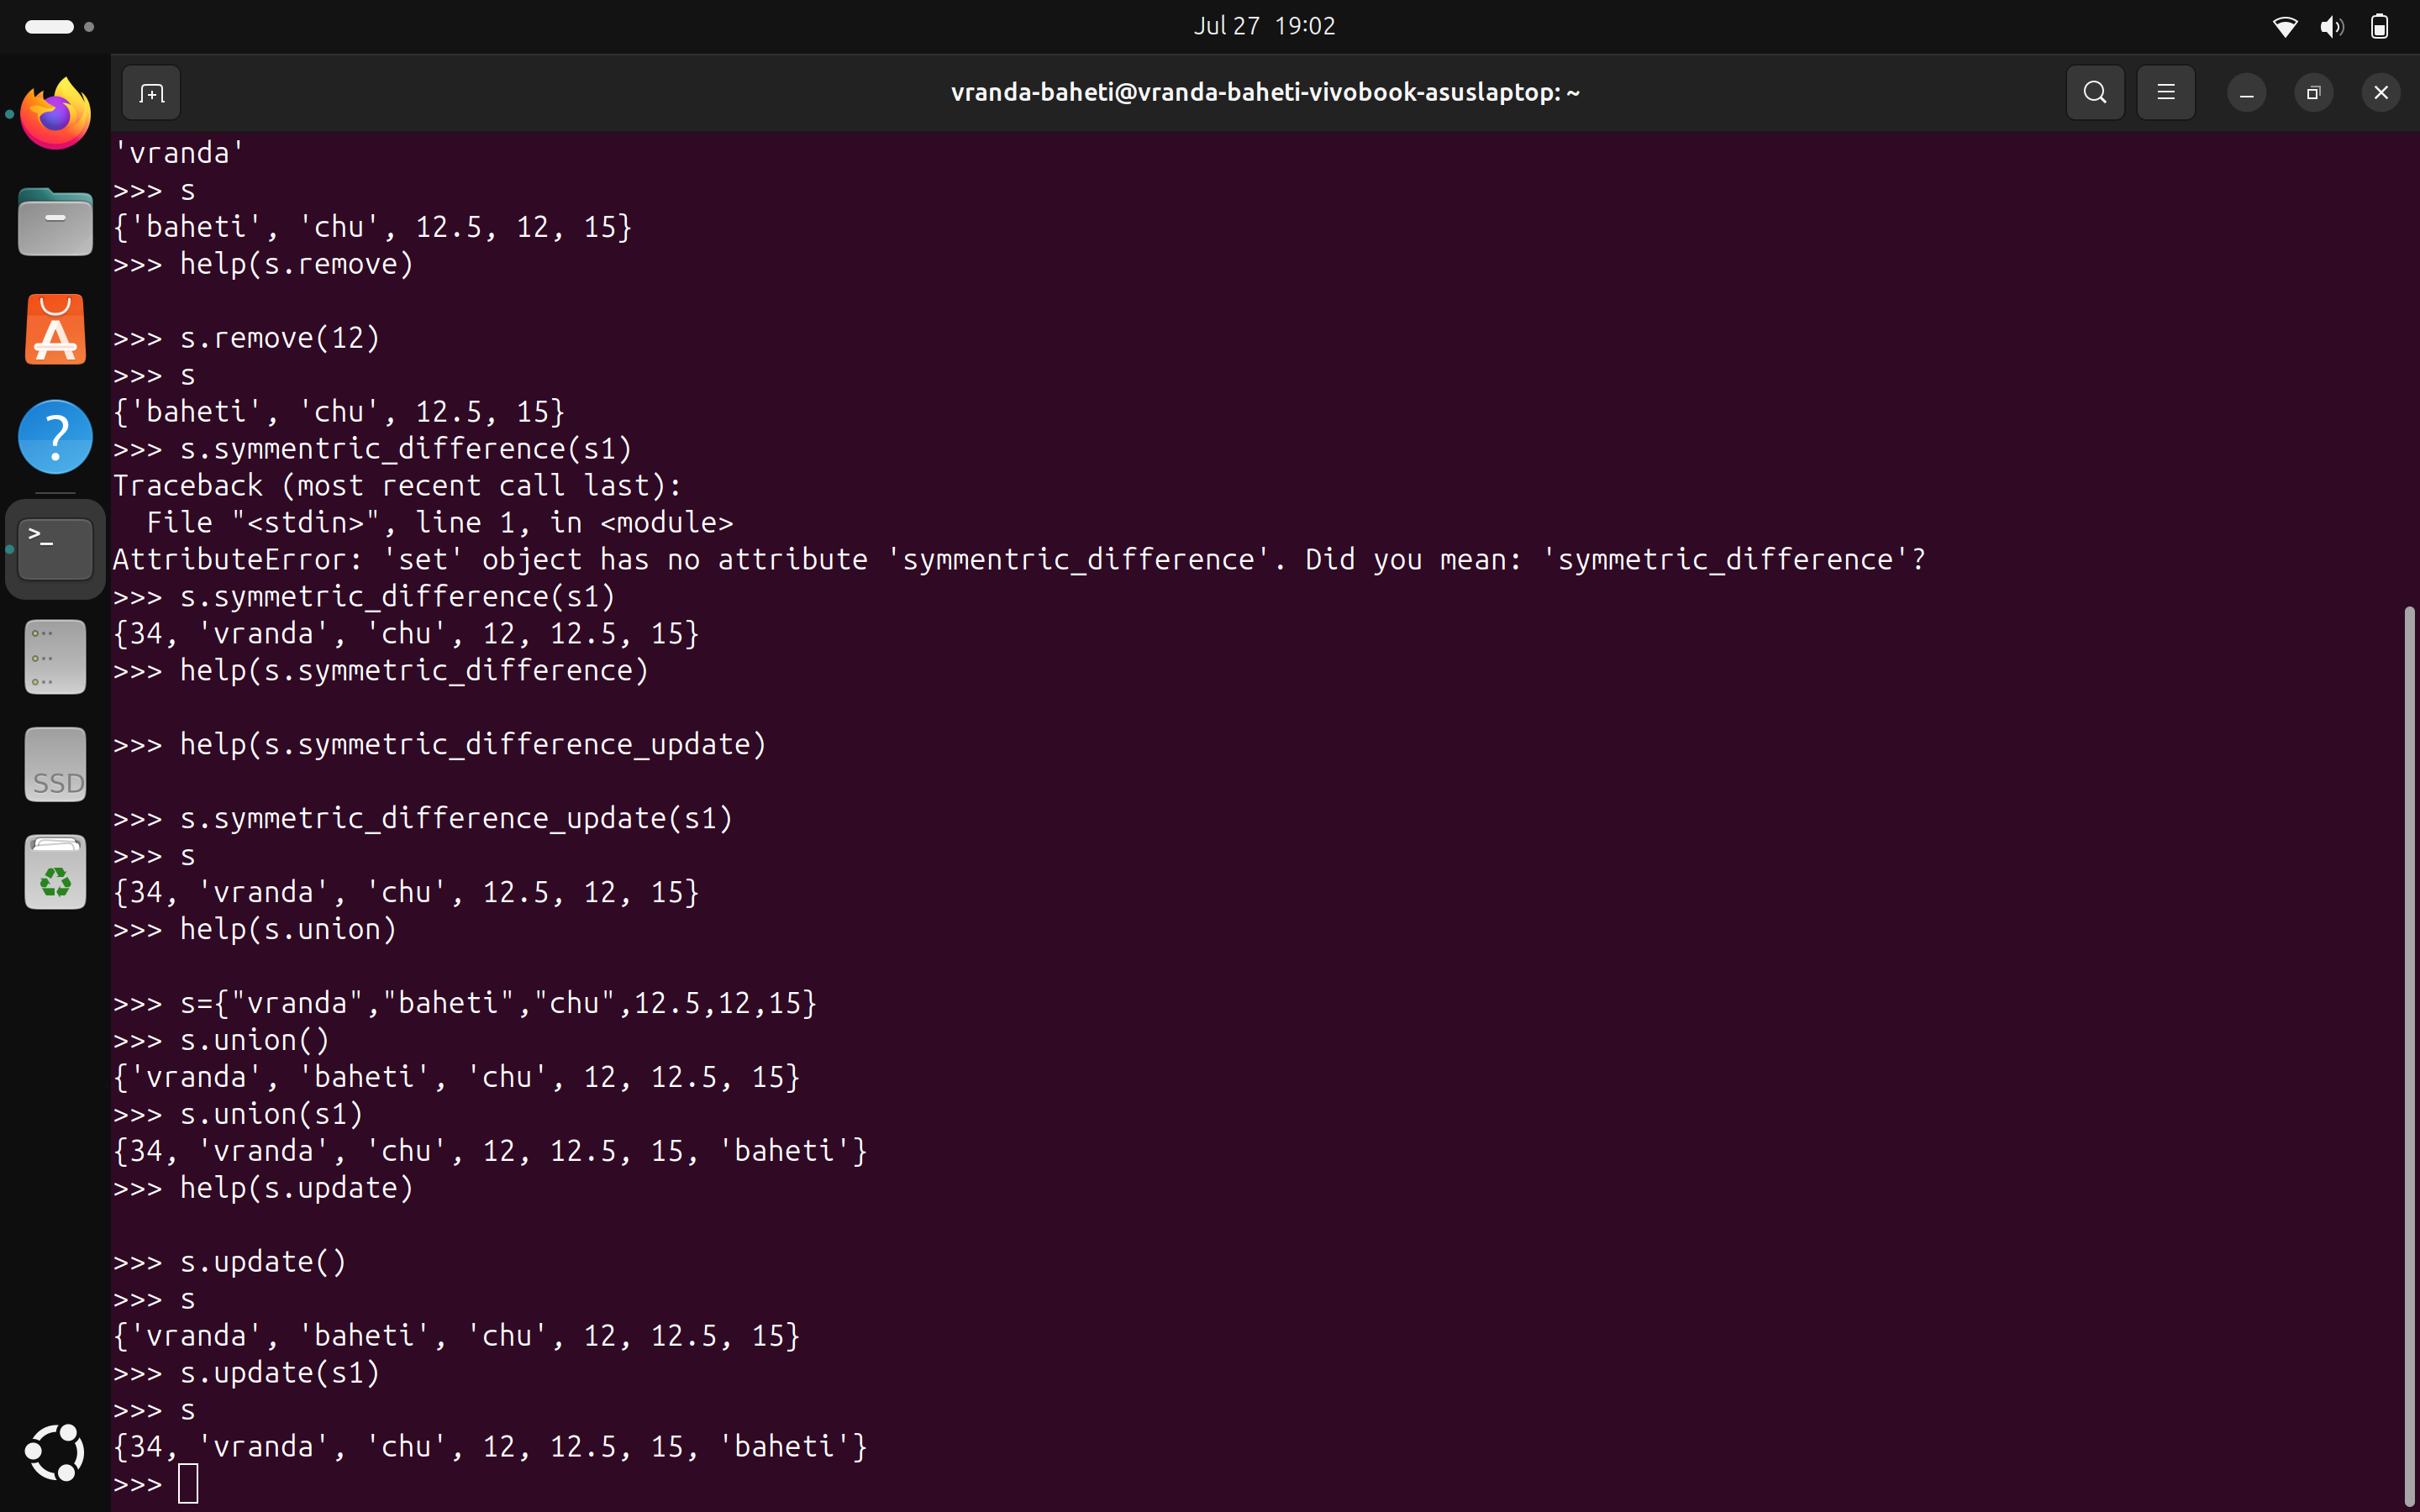 Jul 27 19:02
vranda-baheti@vranda-baheti-vivobook-asuslaptop: ~
'vranda'
>>> s
{'baheti', 'chu', 12.5, 12, 15}
>>> help(s.remove)
>>> s.remove(12)
>>> s
{'baheti', 'chu', 12.5, 15}
>>> s.symmentric_difference(s1)
Traceback (most recent call last):
  File "<stdin>", line 1, in <module>
AttributeError: 'set' object has no attribute 'symmentric_difference'. Did you mean: 'symmetric_difference'?
>>> s.symmetric_difference(s1)
{34, 'vranda', 'chu', 12, 12.5, 15}
>>> help(s.symmetric_difference)
>>> help(s.symmetric_difference_update)
>>> s.symmetric_difference_update(s1)
>>> s
{34, 'vranda', 'chu', 12.5, 12, 15}
>>> help(s.union)
>>> s={"vranda","baheti","chu",12.5,12,15}
>>> s.union()
{'vranda', 'baheti', 'chu', 12, 12.5, 15}
>>> s.union(s1)
{34, 'vranda', 'chu', 12, 12.5, 15, 'baheti'}
>>> help(s.update)
>>> s.update()
>>> s
{'vranda', 'baheti', 'chu', 12, 12.5, 15}
>>> s.update(s1)
>>> s
{34, 'vranda', 'chu', 12, 12.5, 15, 'baheti'}
>>>
?
>_
SSD